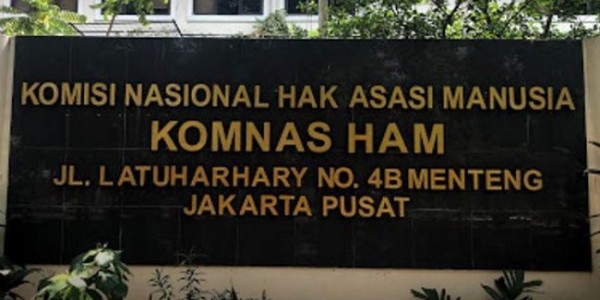 KOMISI NASIONAL HAK ASASI MANUSIA
KOMNAS HAM
JL. LATUHARHARY NO. 4B MENTENG
JAKARTA PUSAT